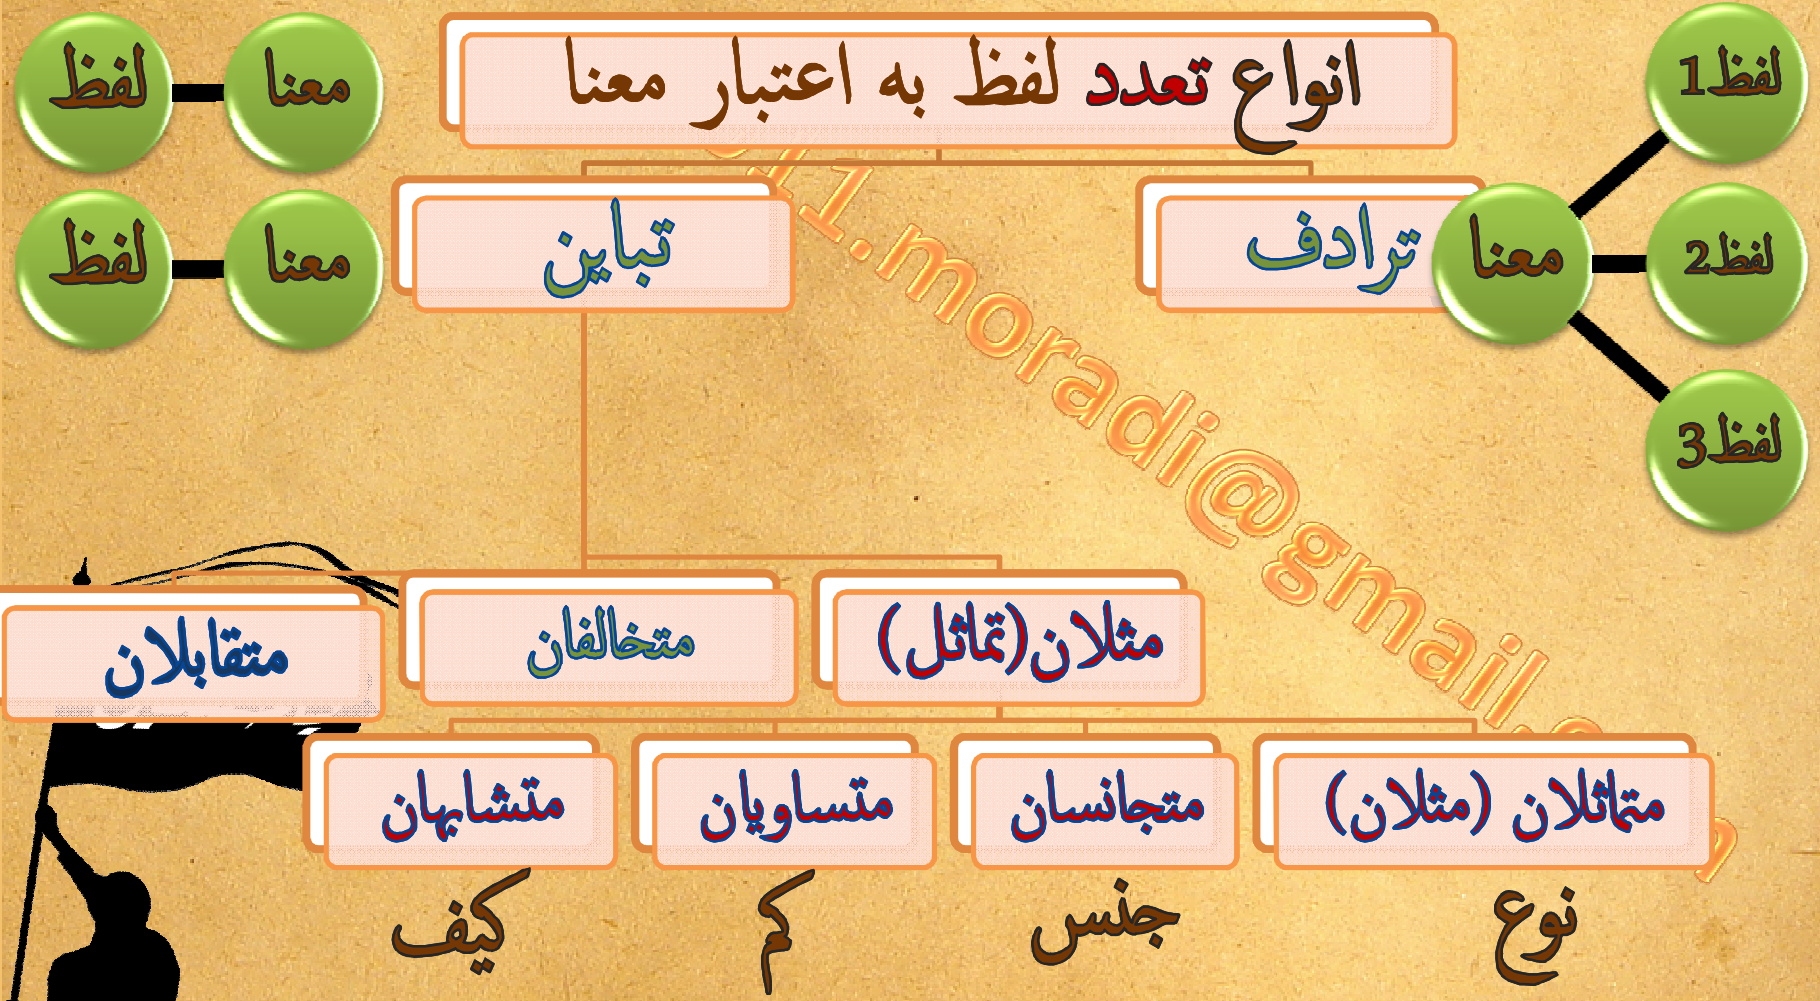 انواع تعدد لفظ به اعتبار معنا
لفظ1
لفظ2
لفظ3
معنا
ترادف
تباین
معنا
لفظ
معنا
لفظ
مثلان(تماثل)
متخالفان
متقابلان
متماثلان (مثلان)
متجانسان
متساویان
متشابهان
نوع
جنس
کم
کیف
11.moradi@gmail.